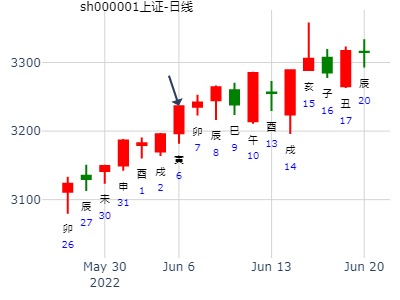 sh000001上证-日线
3300
3200
3100
卯
26
辰
27
未
30
申
31
酉
1
戌
2
寅
6
卯
7
辰
8
巳
9
午
10
酉
13
戌
14
亥
15
子
16
丑
17
辰
20
May 30
2022
Jun 6
Jun 13
Jun 20